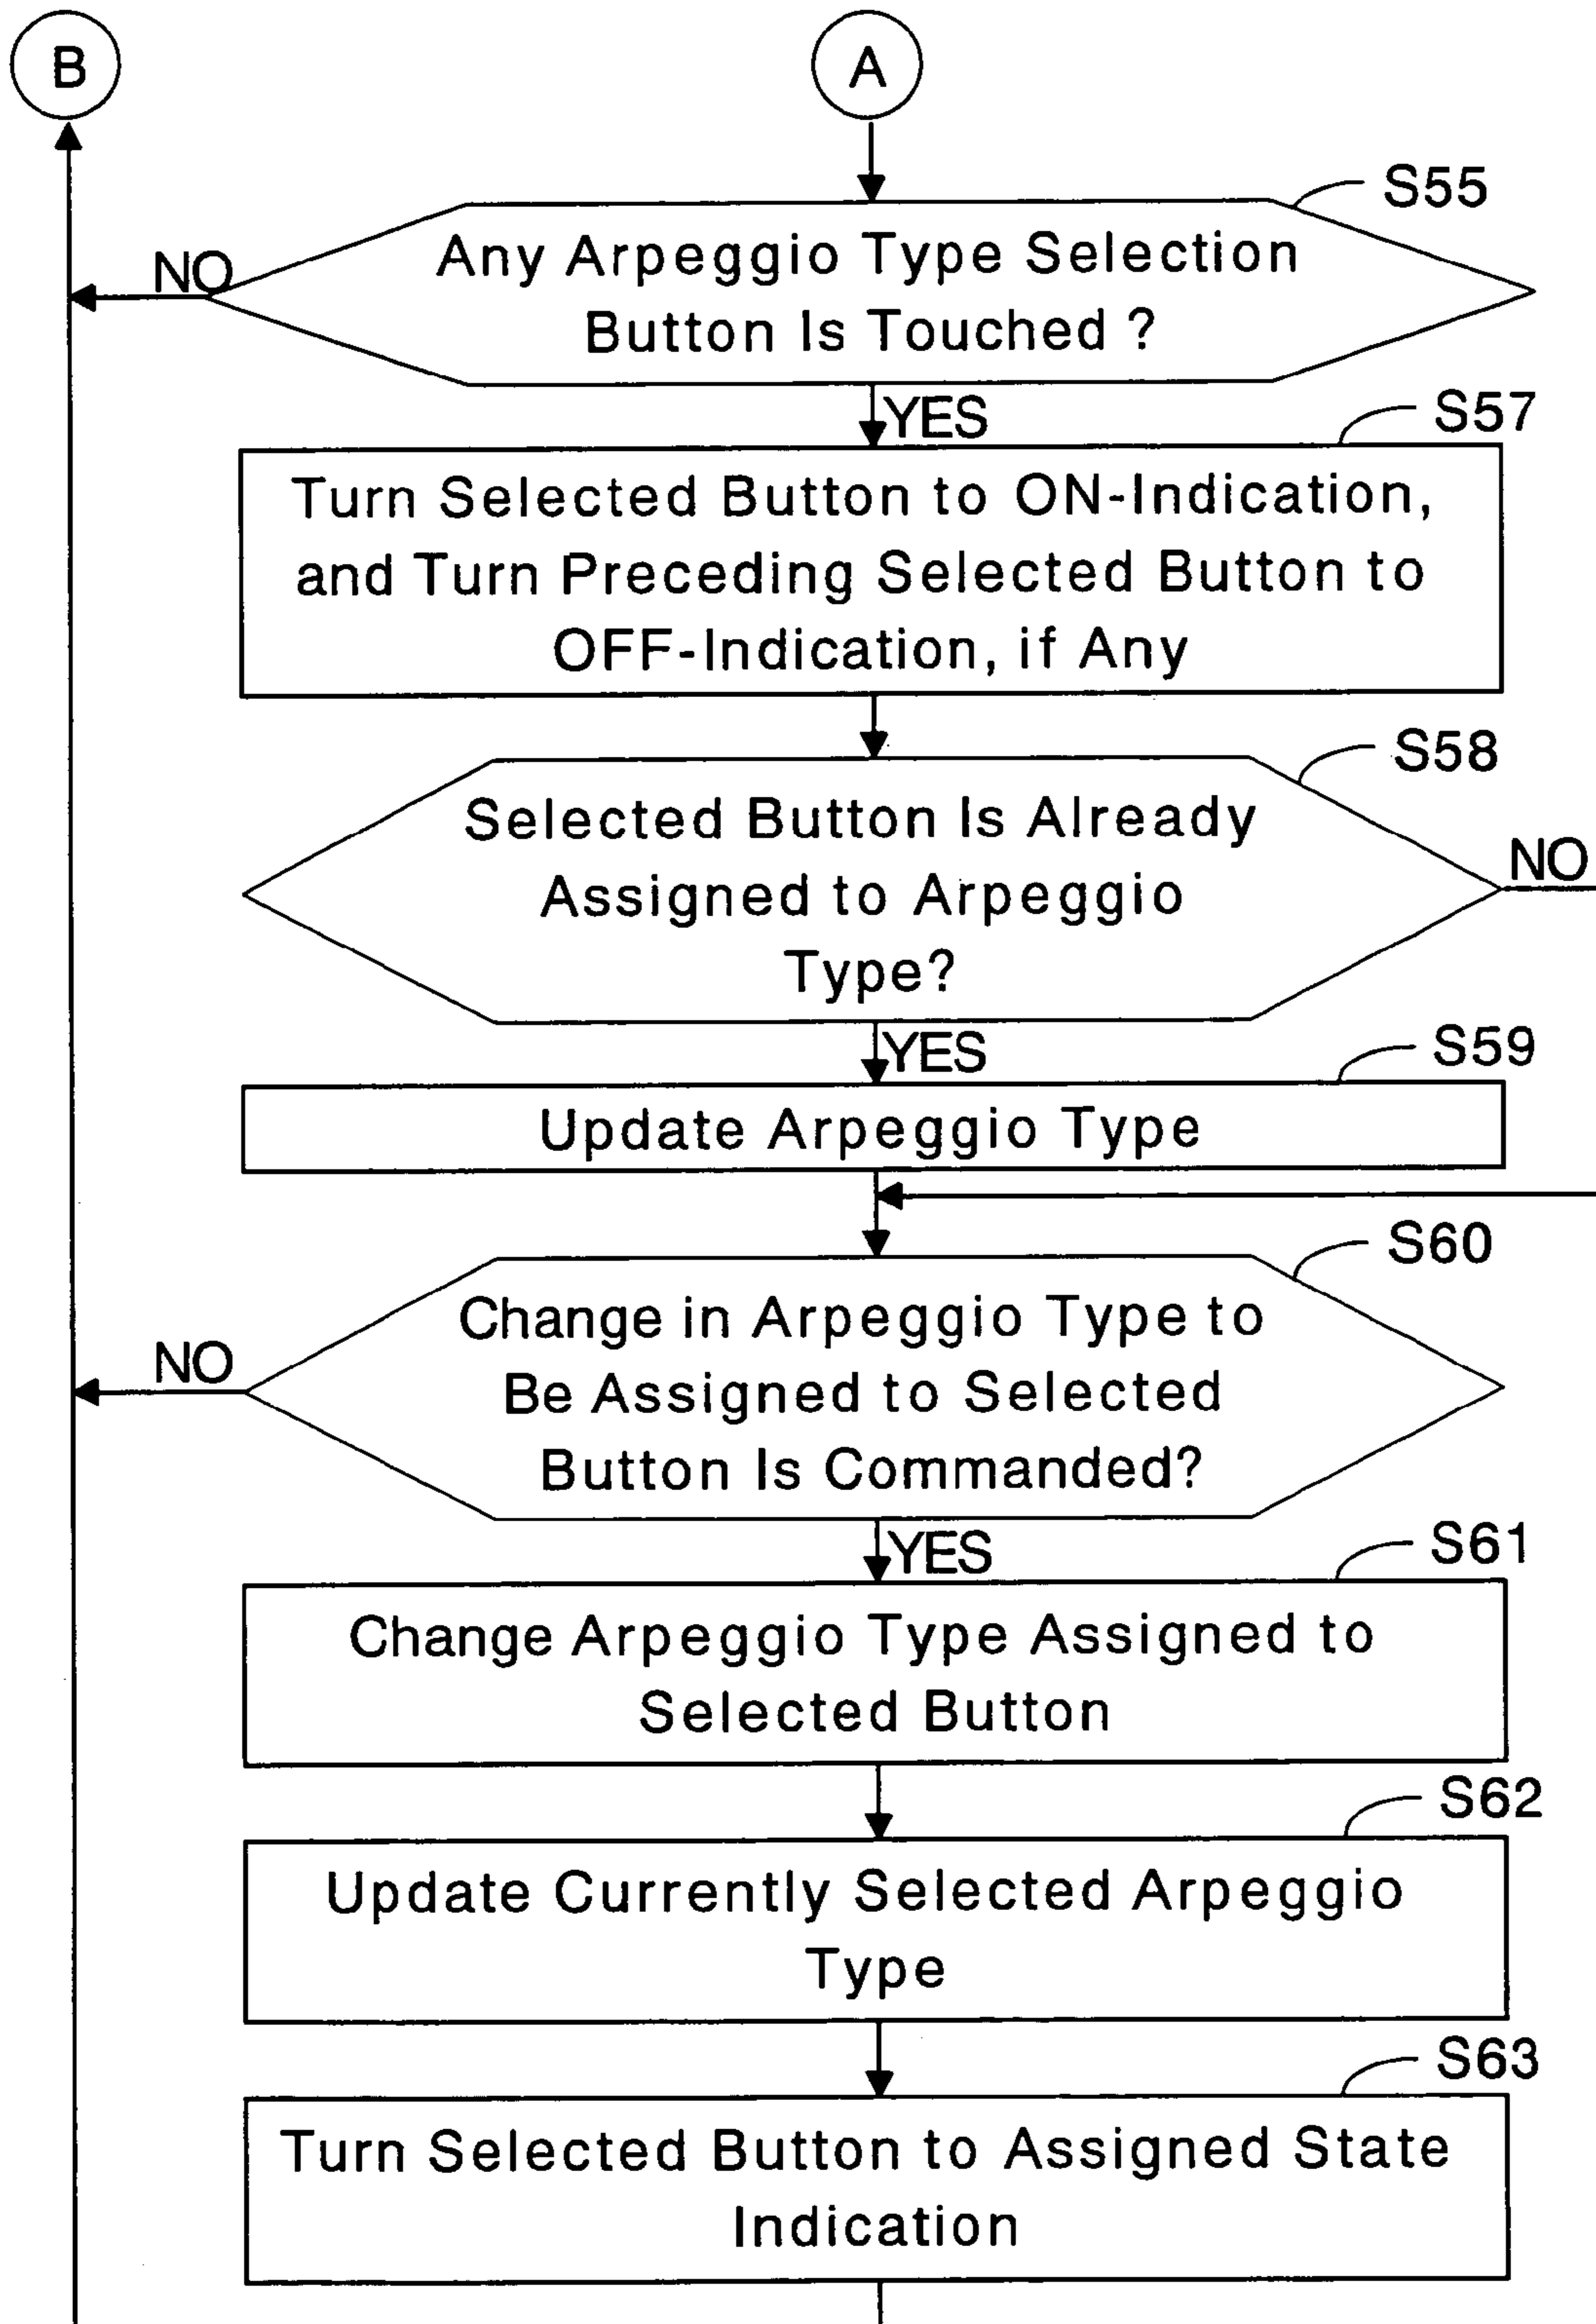 B
A
S55
Any Arpeggio Type Selection
Button Is Touched ?
NO
YES
S57
Turn Selected Button to ON-Indication,
and Turn Preceding Selected Button to
OFF-Indication, if Any
S58
Selected Button Is Already
Assigned to Arpeggio
Type?
NO
YES
S59
Update Arpeggio Type
S60
Change in Arpeggio Type to
Be Assigned to Selected
Button Is Commanded?
NO
YES
S61
Change Arpeggio Type Assigned to
Selected Button
S62
Update Currently Selected Arpeggio
Type
S63
Turn Selected Button to Assigned State
Indication